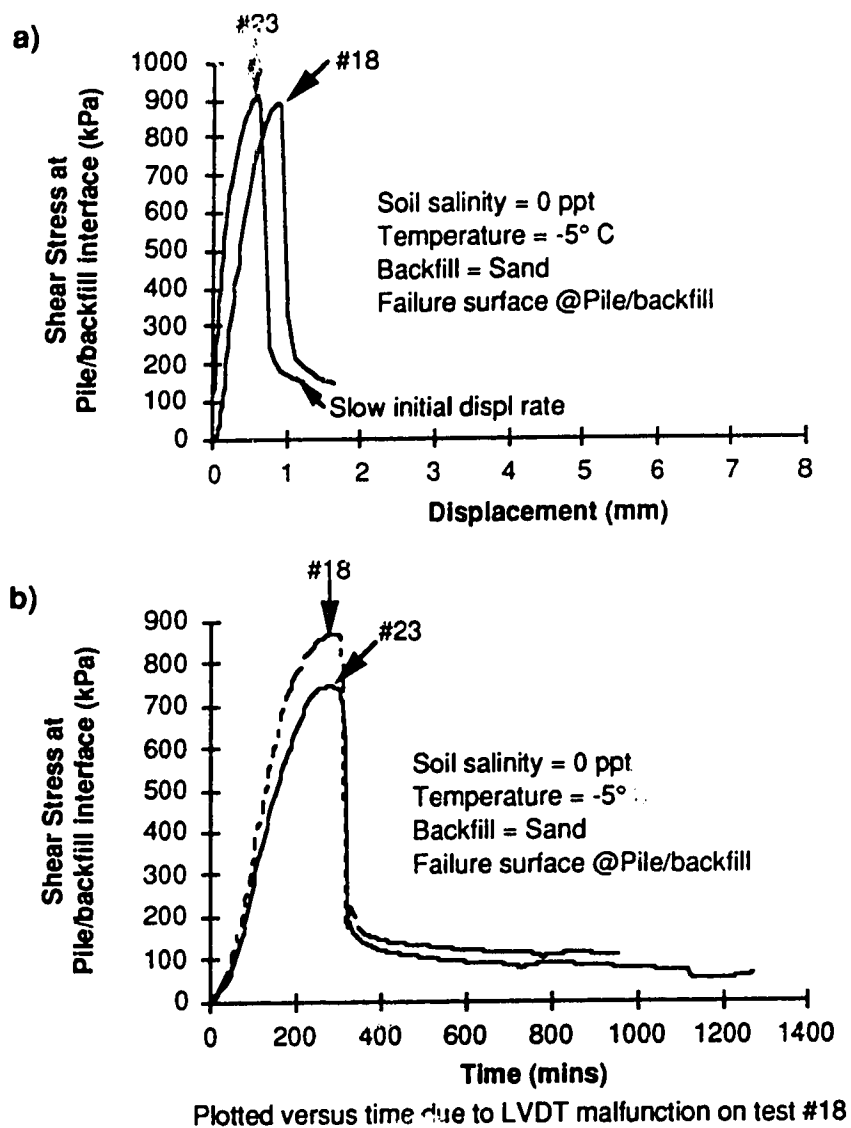 a)
#23
#18
Shear Stress at
Pile/backfill Interface (kPa)
1000
900
800
700
600
500
400
300
200
100
0
Soil salinity = 0 ppt
Temperature = -5° C
Backfill = Sand
Failure surface @Pile/backfill
Slow initial displ rate
0 1 2 3 4 5 6 7 8
Displacement (mm)
b)
#18
#23
Shear Stress at
Pile/backfill Interface (kPa)
900
800
700
600
500
400
300
200
100
0
Soil salinity = 0 ppt
Temperature = -5°
Backfill = Sand
Failure surface @Pile/backfill
0 200 400 600 800 1000 1200 1400
Time (mins)
Plotted versus time due to LVDT malfunction on test #18